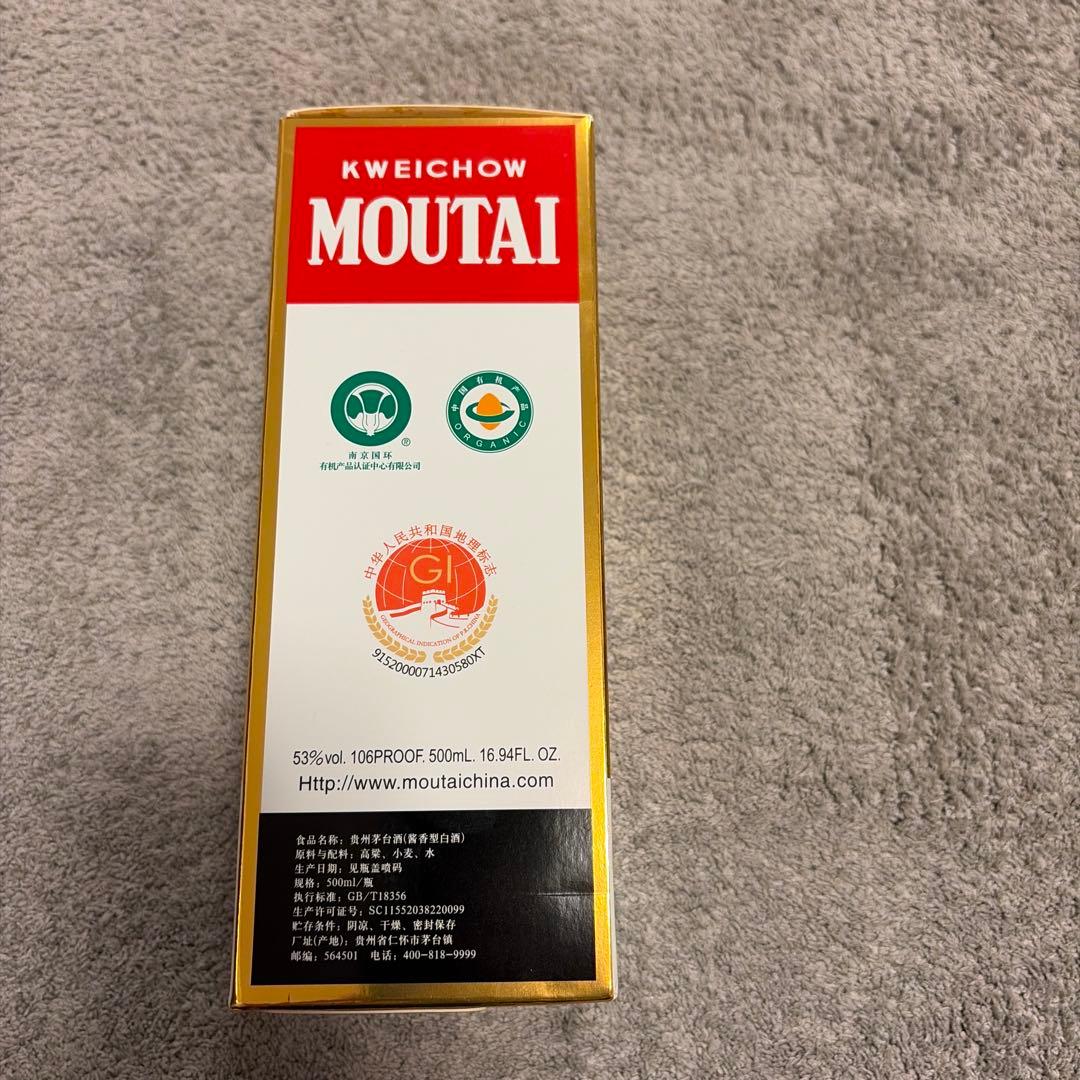 KWEICHOW
MOUTAI
中国有机产品
ORGANIC
®
南京国环
有机产品认证中心有限公司
中华人民共和国地理标志
GI
GEOGRAPHICAL INDICATION OF P.R.CHINA
9152000071430580XT
53%vol. 106PROOF. 500mL. 16.94FL. OZ.
Http://www.moutaichina.com
食品名称：贵州茅台酒(酱香型白酒)
原料与配料：高粱、小麦、水
生产日期：见瓶盖喷码
规格：500ml/瓶
执行标准：GB/T18356
生产许可证号：SC11552038220099
贮存条件：阴凉、干燥、密封保存
厂址(产地)：贵州省仁怀市茅台镇
邮编：564501 电话：400-818-9999